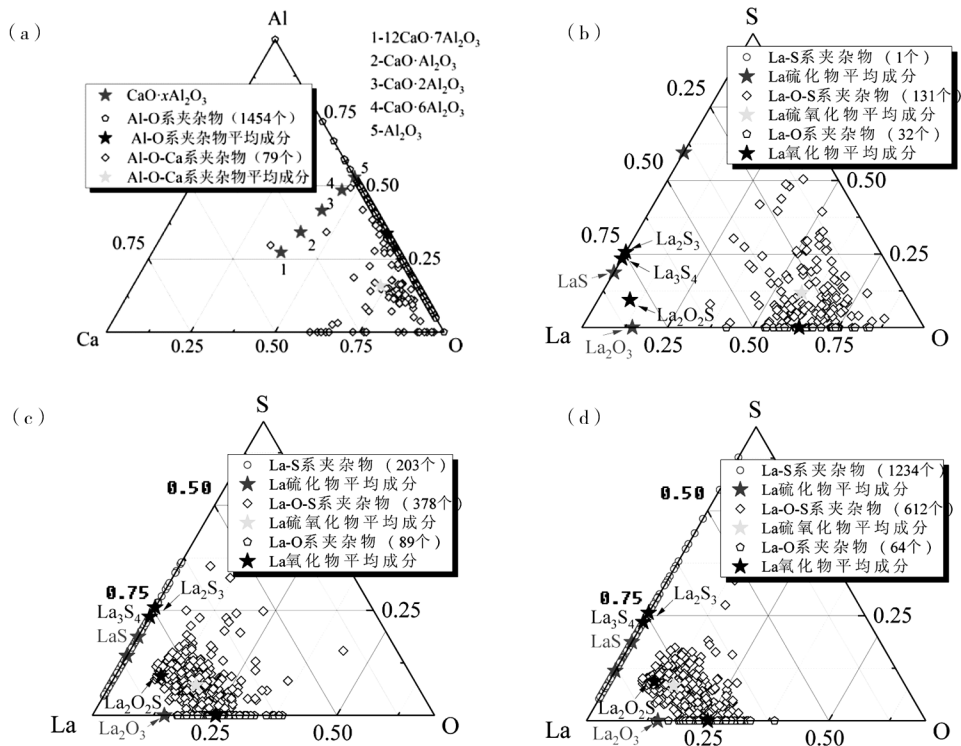 (a)
Al
1-12CaO·7Al₂O₃
2-CaO·Al₂O₃
3-CaO·2Al₂O₃
4-CaO·6Al₂O₃
5-Al₂O₃
CaO·xAl₂O₃
Al-O系夹杂物（1454个）
Al-O系夹杂物平均成分
Al-O-Ca系夹杂物（79个）
Al-O-Ca系夹杂物平均成分
0.75
5
4
0.50
3
0.75
2
0.25
1
Ca
0.25
0.50
0.75
O
(b)
S
La-S系夹杂物 (1个)
La硫化物平均成分
La-O-S系夹杂物 (131个)
La硫氧化物平均成分
La-O系夹杂物 (32个)
La氧化物平均成分
0.25
0.50
0.50
0.75
La₂S₃
0.25
La₃S₄
LaS
La₂O₂S
La
La₂O₃
0.25
0.50
0.75
O
(c)
S
La-S系夹杂物 (203个)
La硫化物平均成分
La-O-S系夹杂物 (378个)
La硫氧化物平均成分
La-O系夹杂物 (89个)
La氧化物平均成分
0.50
0.75
La₂S₃
La₃S₄
0.25
LaS
La₂O₂S
La
La₂O₃
0.25
0.50
O
(d)
S
La-S系夹杂物 (1234个)
La硫化物平均成分
La-O-S系夹杂物 (612个)
La硫氧化物平均成分
La-O系夹杂物 (64个)
La氧化物平均成分
0.50
0.75
La₂S₃
La₃S₄
0.25
LaS
La₂O₂S
La
La₂O₃
0.25
0.50
O